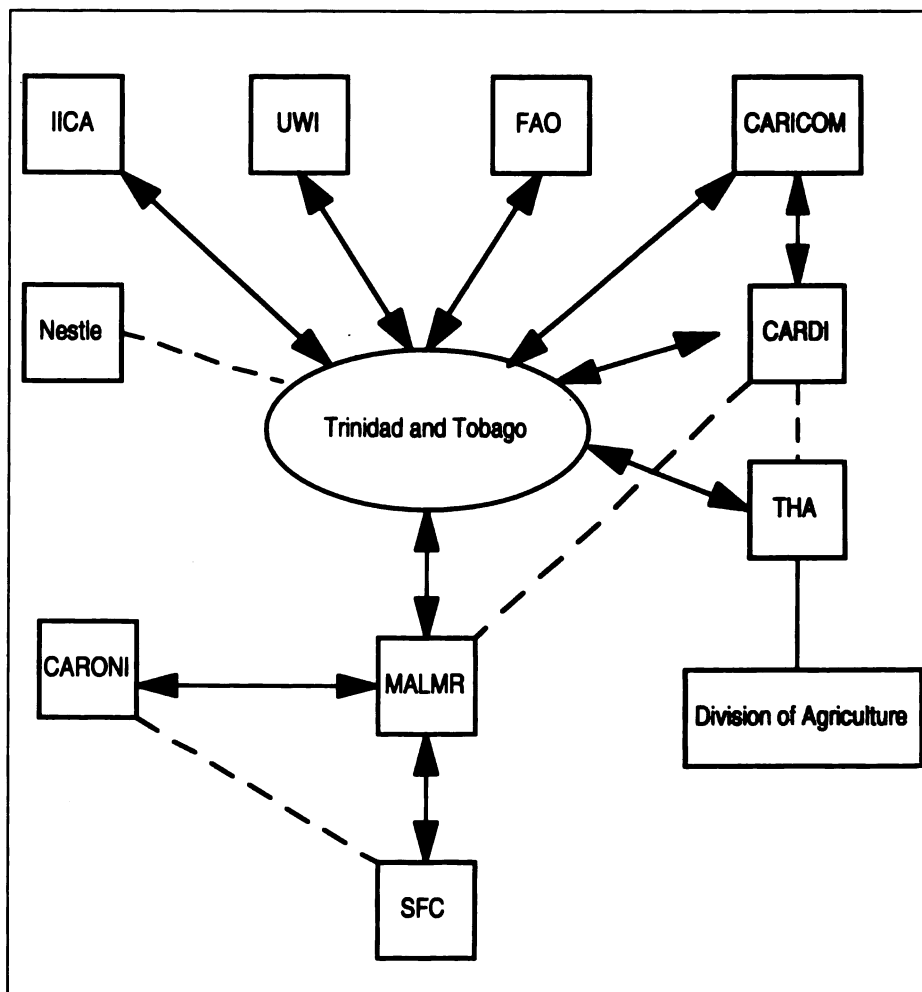 IICA
UWI
FAO
CARICOM
Nestle
CARDI
Trinidad and Tobago
THA
CARONI
MALMR
Division of Agriculture
SFC